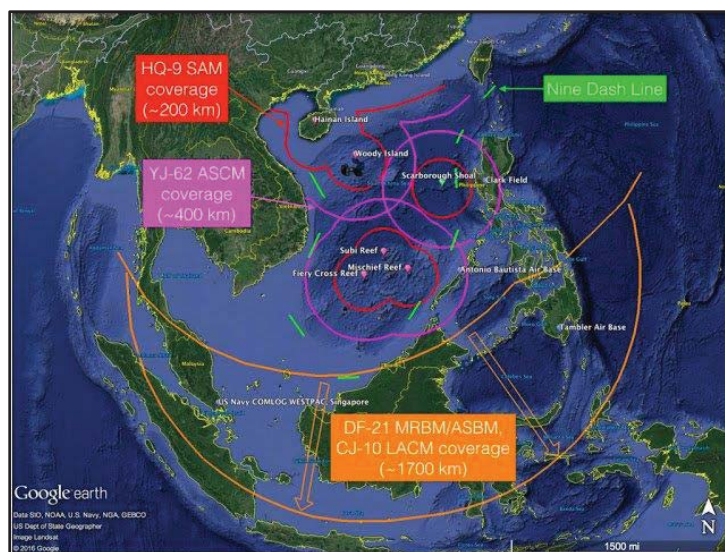 HQ-9 SAM
coverage
(~200 km)
Nine Dash Line
Hainan Island
Woody Island
YJ-62 ASCM
coverage
(~400 km)
Scarborough Shoal
Clark Field
Subi Reef
Mischief Reef
Fiery Cross Reef
Antonio Bautista Air Base
Tambler Air Base
US Navy COMLOG WESTPAC, Singapore
DF-21 MRBM/ASBM,
CJ-10 LACM coverage
(~1700 km)
Google earth
Data SIO, NOAA, U.S. Navy, NGA, GEBCO
US Dept of State Geographer
Image Landsat
© 2016 Google
N
1500 mi